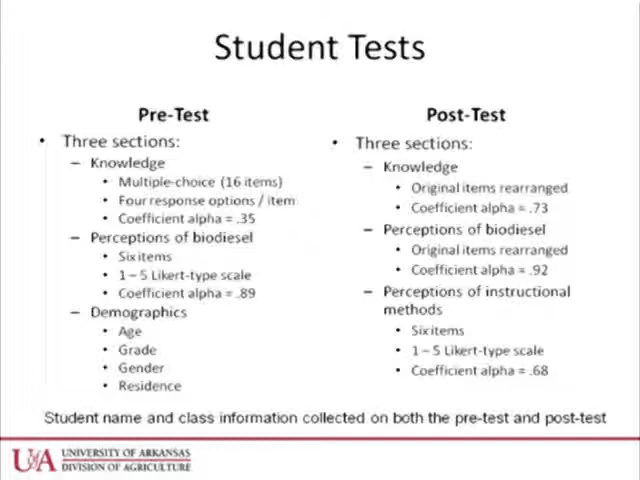 Student Tests
Pre-Test
• Three sections:
– Knowledge
• Multiple-choice (16 items)
• Four response options / item
• Coefficient alpha = .35
– Perceptions of biodiesel
• Six items
• 1 – 5 Likert-type scale
• Coefficient alpha = .89
– Demographics
• Age
• Grade
• Gender
• Residence
Post-Test
• Three sections:
– Knowledge
• Original items rearranged
• Coefficient alpha = .73
– Perceptions of biodiesel
• Original items rearranged
• Coefficient alpha = .92
– Perceptions of instructional
methods
• Six items
• 1 – 5 Likert-type scale
• Coefficient alpha = .68
Student name and class information collected on both the pre-test and post-test
UofA
UNIVERSITY OF ARKANSAS
DIVISION OF AGRICULTURE